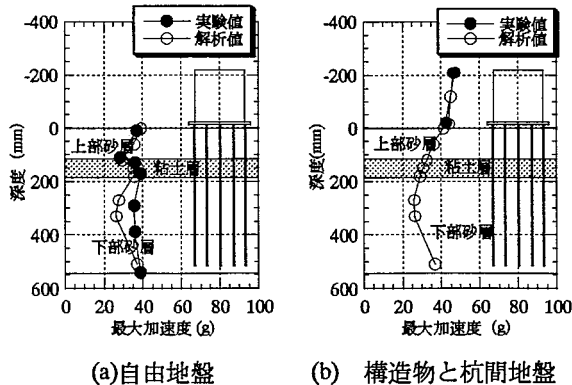 実験値
解析値
-400
-200
0
200
400
600
深度(mm)
上部砂層
粘土層
下部砂層
0 20 40 60 80 100
最大加速度 (g)
(a)自由地盤
実験値
解析値
-400
-200
0
200
400
600
深度 (mm)
上部砂層
粘土層
下部砂層
0 20 40 60 80 100
最大加速度 (g)
(b) 構造物と杭間地盤